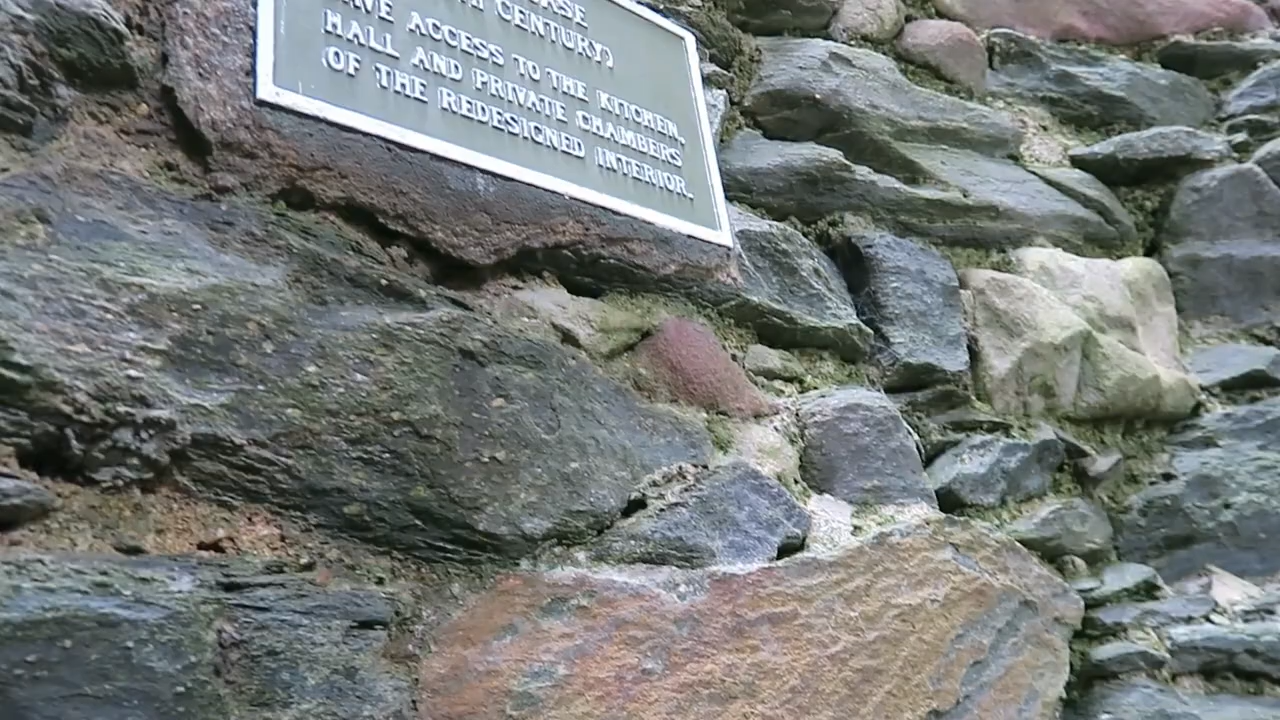 CENTURY)
ACCESS TO THE KITCHEN,
HALL AND PRIVATE CHAMBERS
OF THE REDESIGNED INTERIOR.